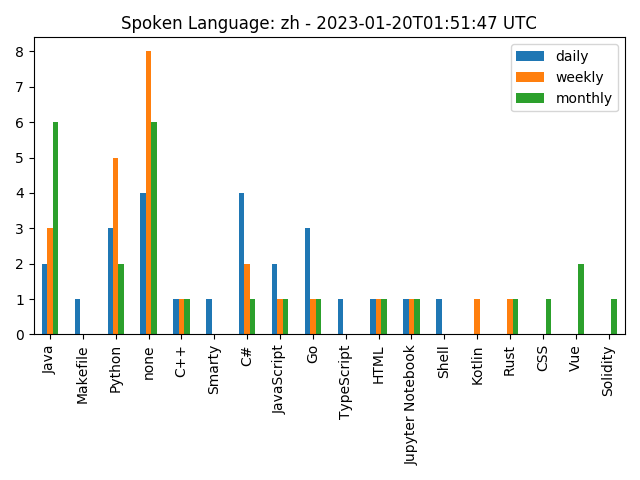 Spoken Language: zh - 2023-01-20T01:51:47 UTC
daily
weekly
monthly
8
7
6
5
4
3
2
1
0
Java
Makefile
Python
none
C++
Smarty
C#
JavaScript
Go
TypeScript
HTML
Jupyter Notebook
Shell
Kotlin
Rust
CSS
Vue
Solidity